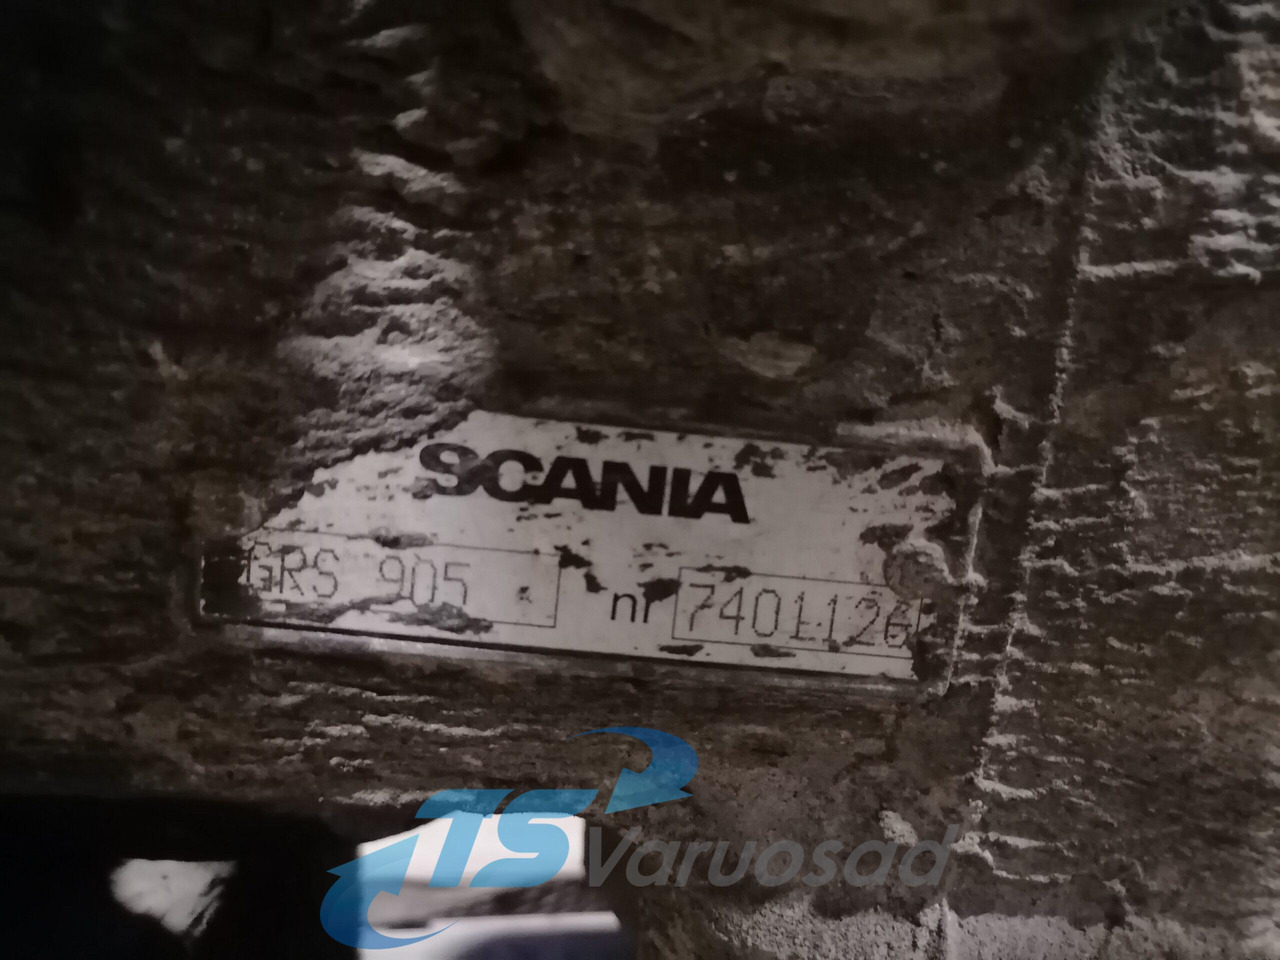 SCANIA
GRS 905 nr 7401126
TS Varuosad